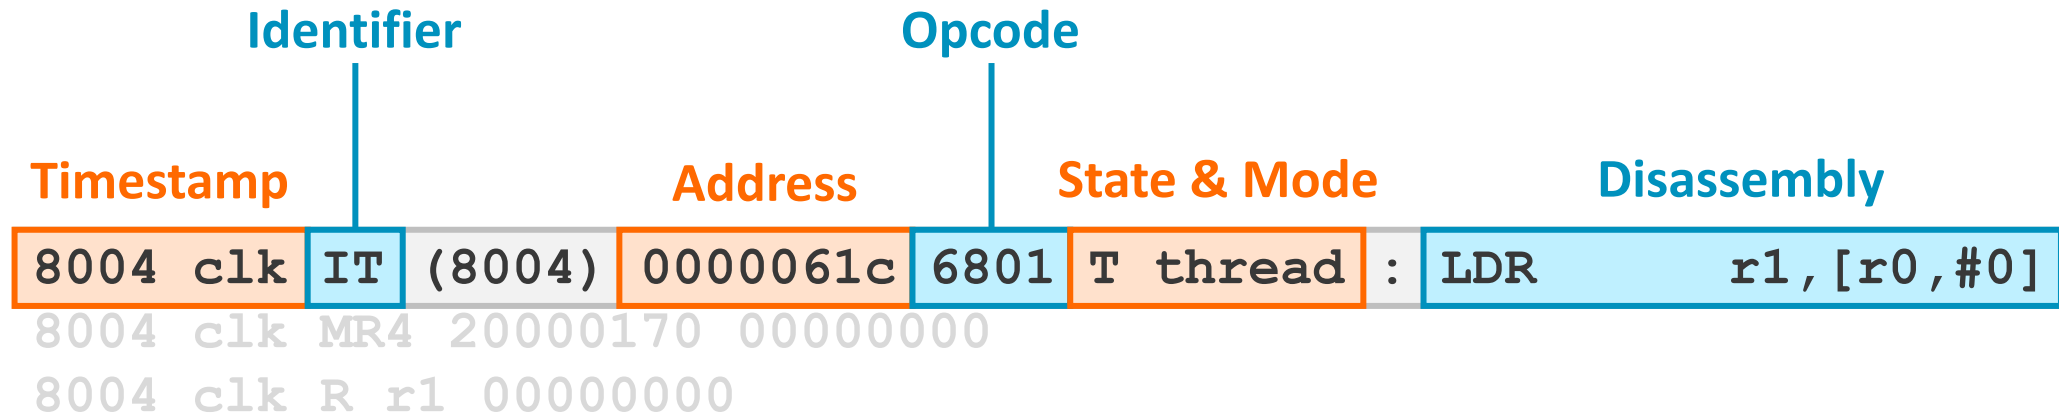 Identifier Opcode
Timestamp Address State & Mode Disassembly
8004 clk IT (8004) 0000061c 6801 T thread : LDR r1,[r0,#0]
8004 clk MR4 20000170 00000000
8004 clk R r1 00000000